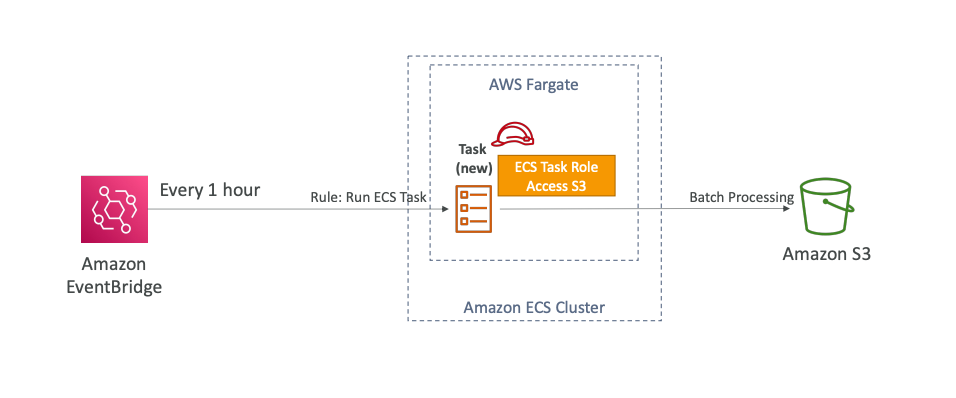 AWS Fargate
Task
(new)
ECS Task Role
Access S3
Every 1 hour
Rule: Run ECS Task
Batch Processing
Amazon
EventBridge
Amazon S3
Amazon ECS Cluster